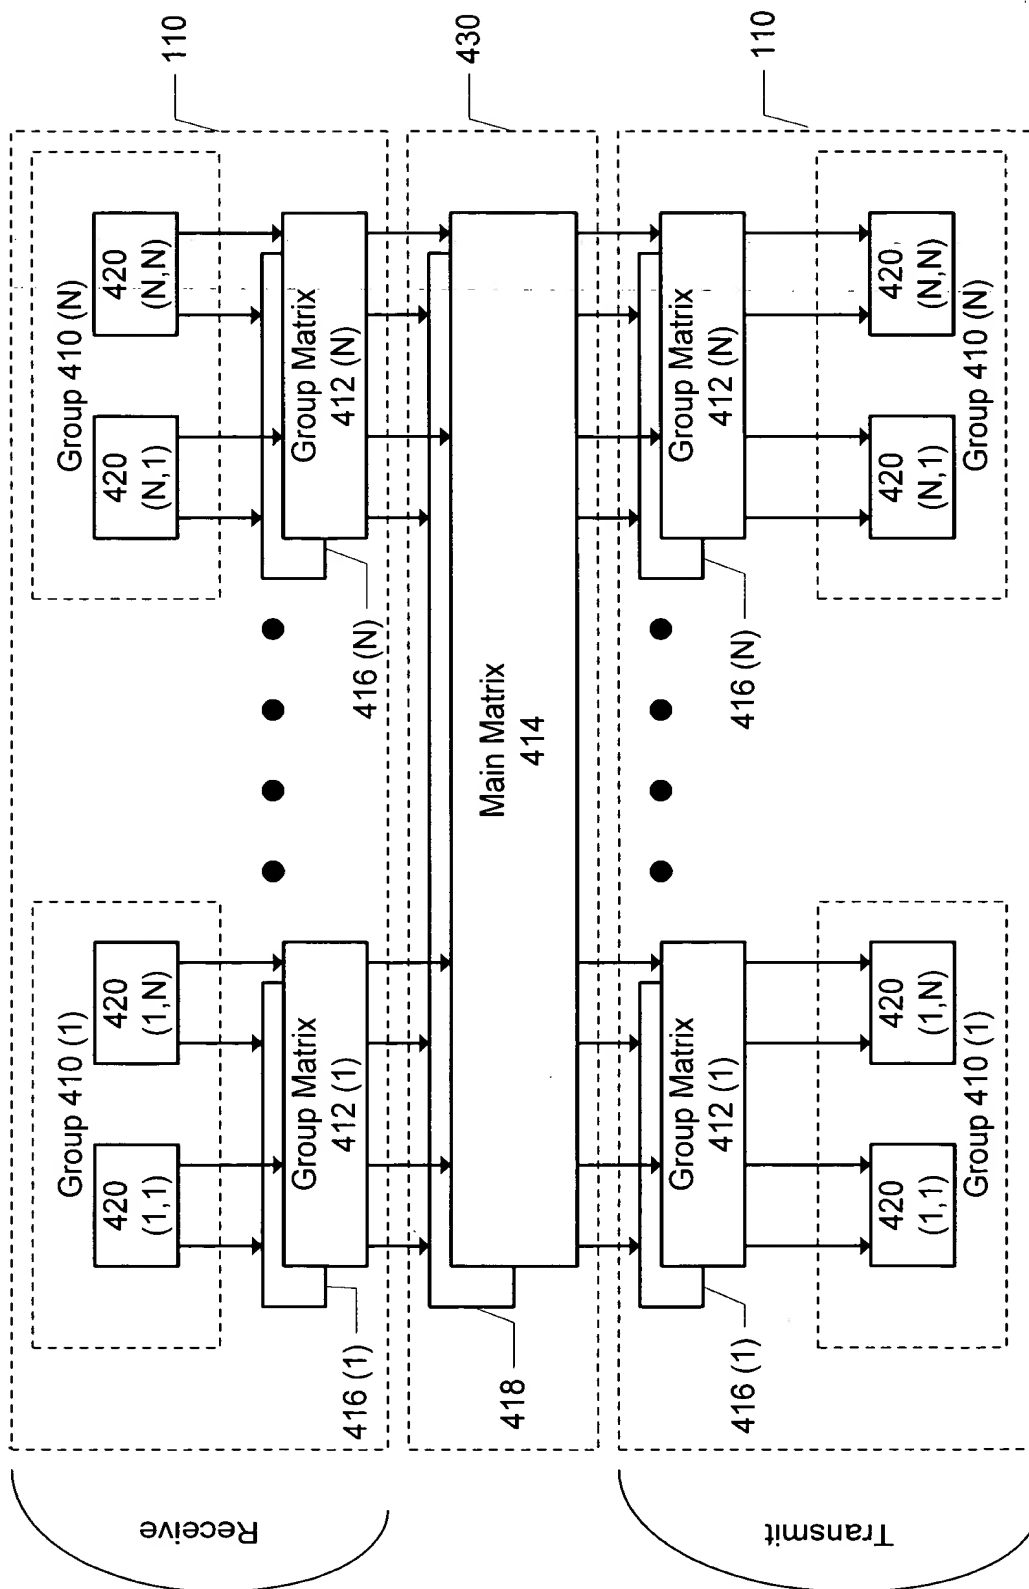 110
430
110
Group 410 (N)
420
(N,1)
420
(N,N)
Group Matrix
412 (N)
416 (N)
Group 410 (1)
420
(1,1)
420
(1,N)
Group Matrix
412 (1)
416 (1)
Main Matrix
414
418
Group Matrix
412 (N)
416 (N)
420
(N,1)
420
(N,N)
Group 410 (N)
Group Matrix
412 (1)
416 (1)
420
(1,1)
420
(1,N)
Group 410 (1)
Receive
Transmit